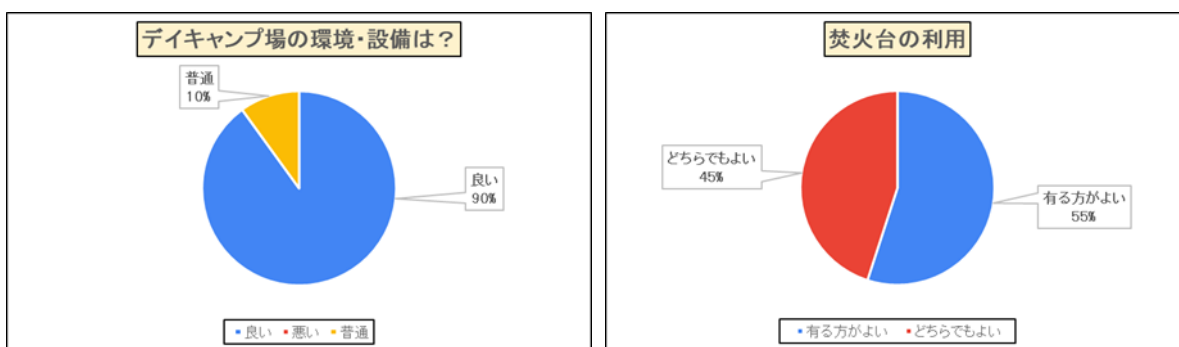 デイキャンプ場の環境・設備は？
普通
10%
良い
90%
良い 悪い 普通
焚火台の利用
どちらでもよい
45%
有る方がよい
55%
有る方がよい どちらでもよい